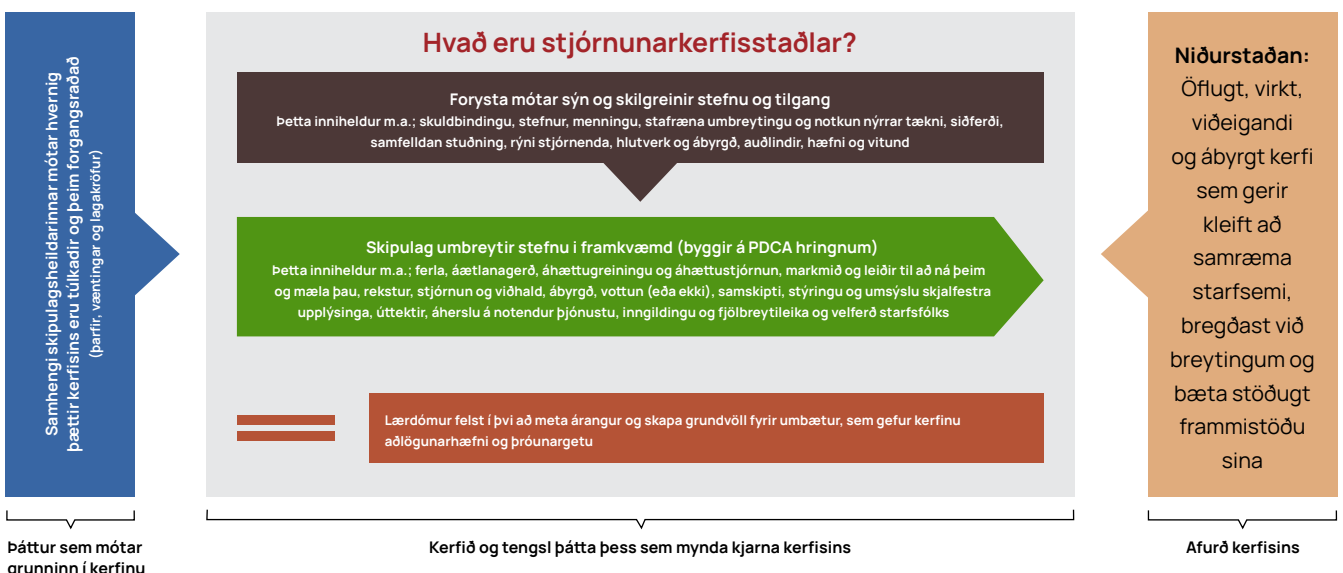 Samhengi skipulagsheildarinnar mótar hvernig
þættir kerfisins eru túlkadir og þeim forgangsraðað
(þarfir, væntingar og lagakröfur)
Þáttur sem mótar
grunninn í kerfinu
Hvað eru stjórnunarkerfisstaðlar?
Forysta mótar sýn og skilgreinir stefnu og tilgang
Þetta inniheldur m.a.; skuldbindingu, stefnur, menningu, stafræna umbreytingu og notkun nýrrar tækni, siðferði,
samfelldan stuðning, rýni stjórnenda, hlutverk og ábyrgð, auðlindir, hæfni og vitund
Skipulag umbreytir stefnu i framkvæmd (byggir á PDCA hringnum)
Þetta inniheldur m.a.; ferla, áætlanagerð, áhættugreiningu og áhættustjórnun, markmið og leiðir til að ná þeim
og mæla þau, rekstur, stjórnun og viðhald, ábyrgð, vottun (eða ekki), samskipti, stýringu og umsýslu skjalfestra
upplýsinga, úttektir, áherslu á notendur þjónustu, inngildingu og fjölbreytileika og velferð starfsfólks
Lærdómur felst í þvi að meta árangur og skapa grundvöll fyrir umbætur, sem gefur kerfinu
aðlögunarhæfni og þróunargetu
Kerfið og tengsl þátta þess sem mynda kjarna kerfisins
Niðurstaðan:
Öflugt, virkt,
viðeigandi
og ábyrgt kerfi
sem gerir
kleift að
samræma
starfsemi,
bregðast við
breytingum og
bæta stöðugt
frammistöðu
sina
Afurð kerfisins